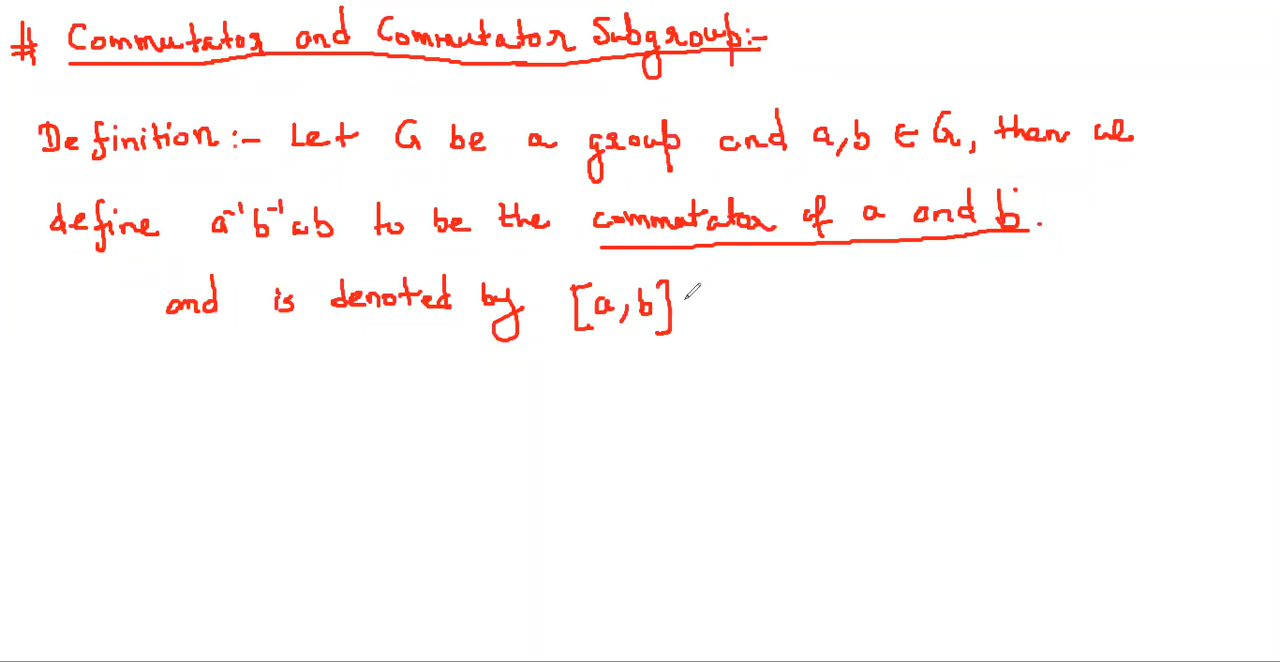 # Commutator and Commutator Subgroup:-
Definition:- Let G be a group and a, b ∈ G, then we
define a⁻¹b⁻¹ab to be the commutator of a and b.
and is denoted by [a, b]